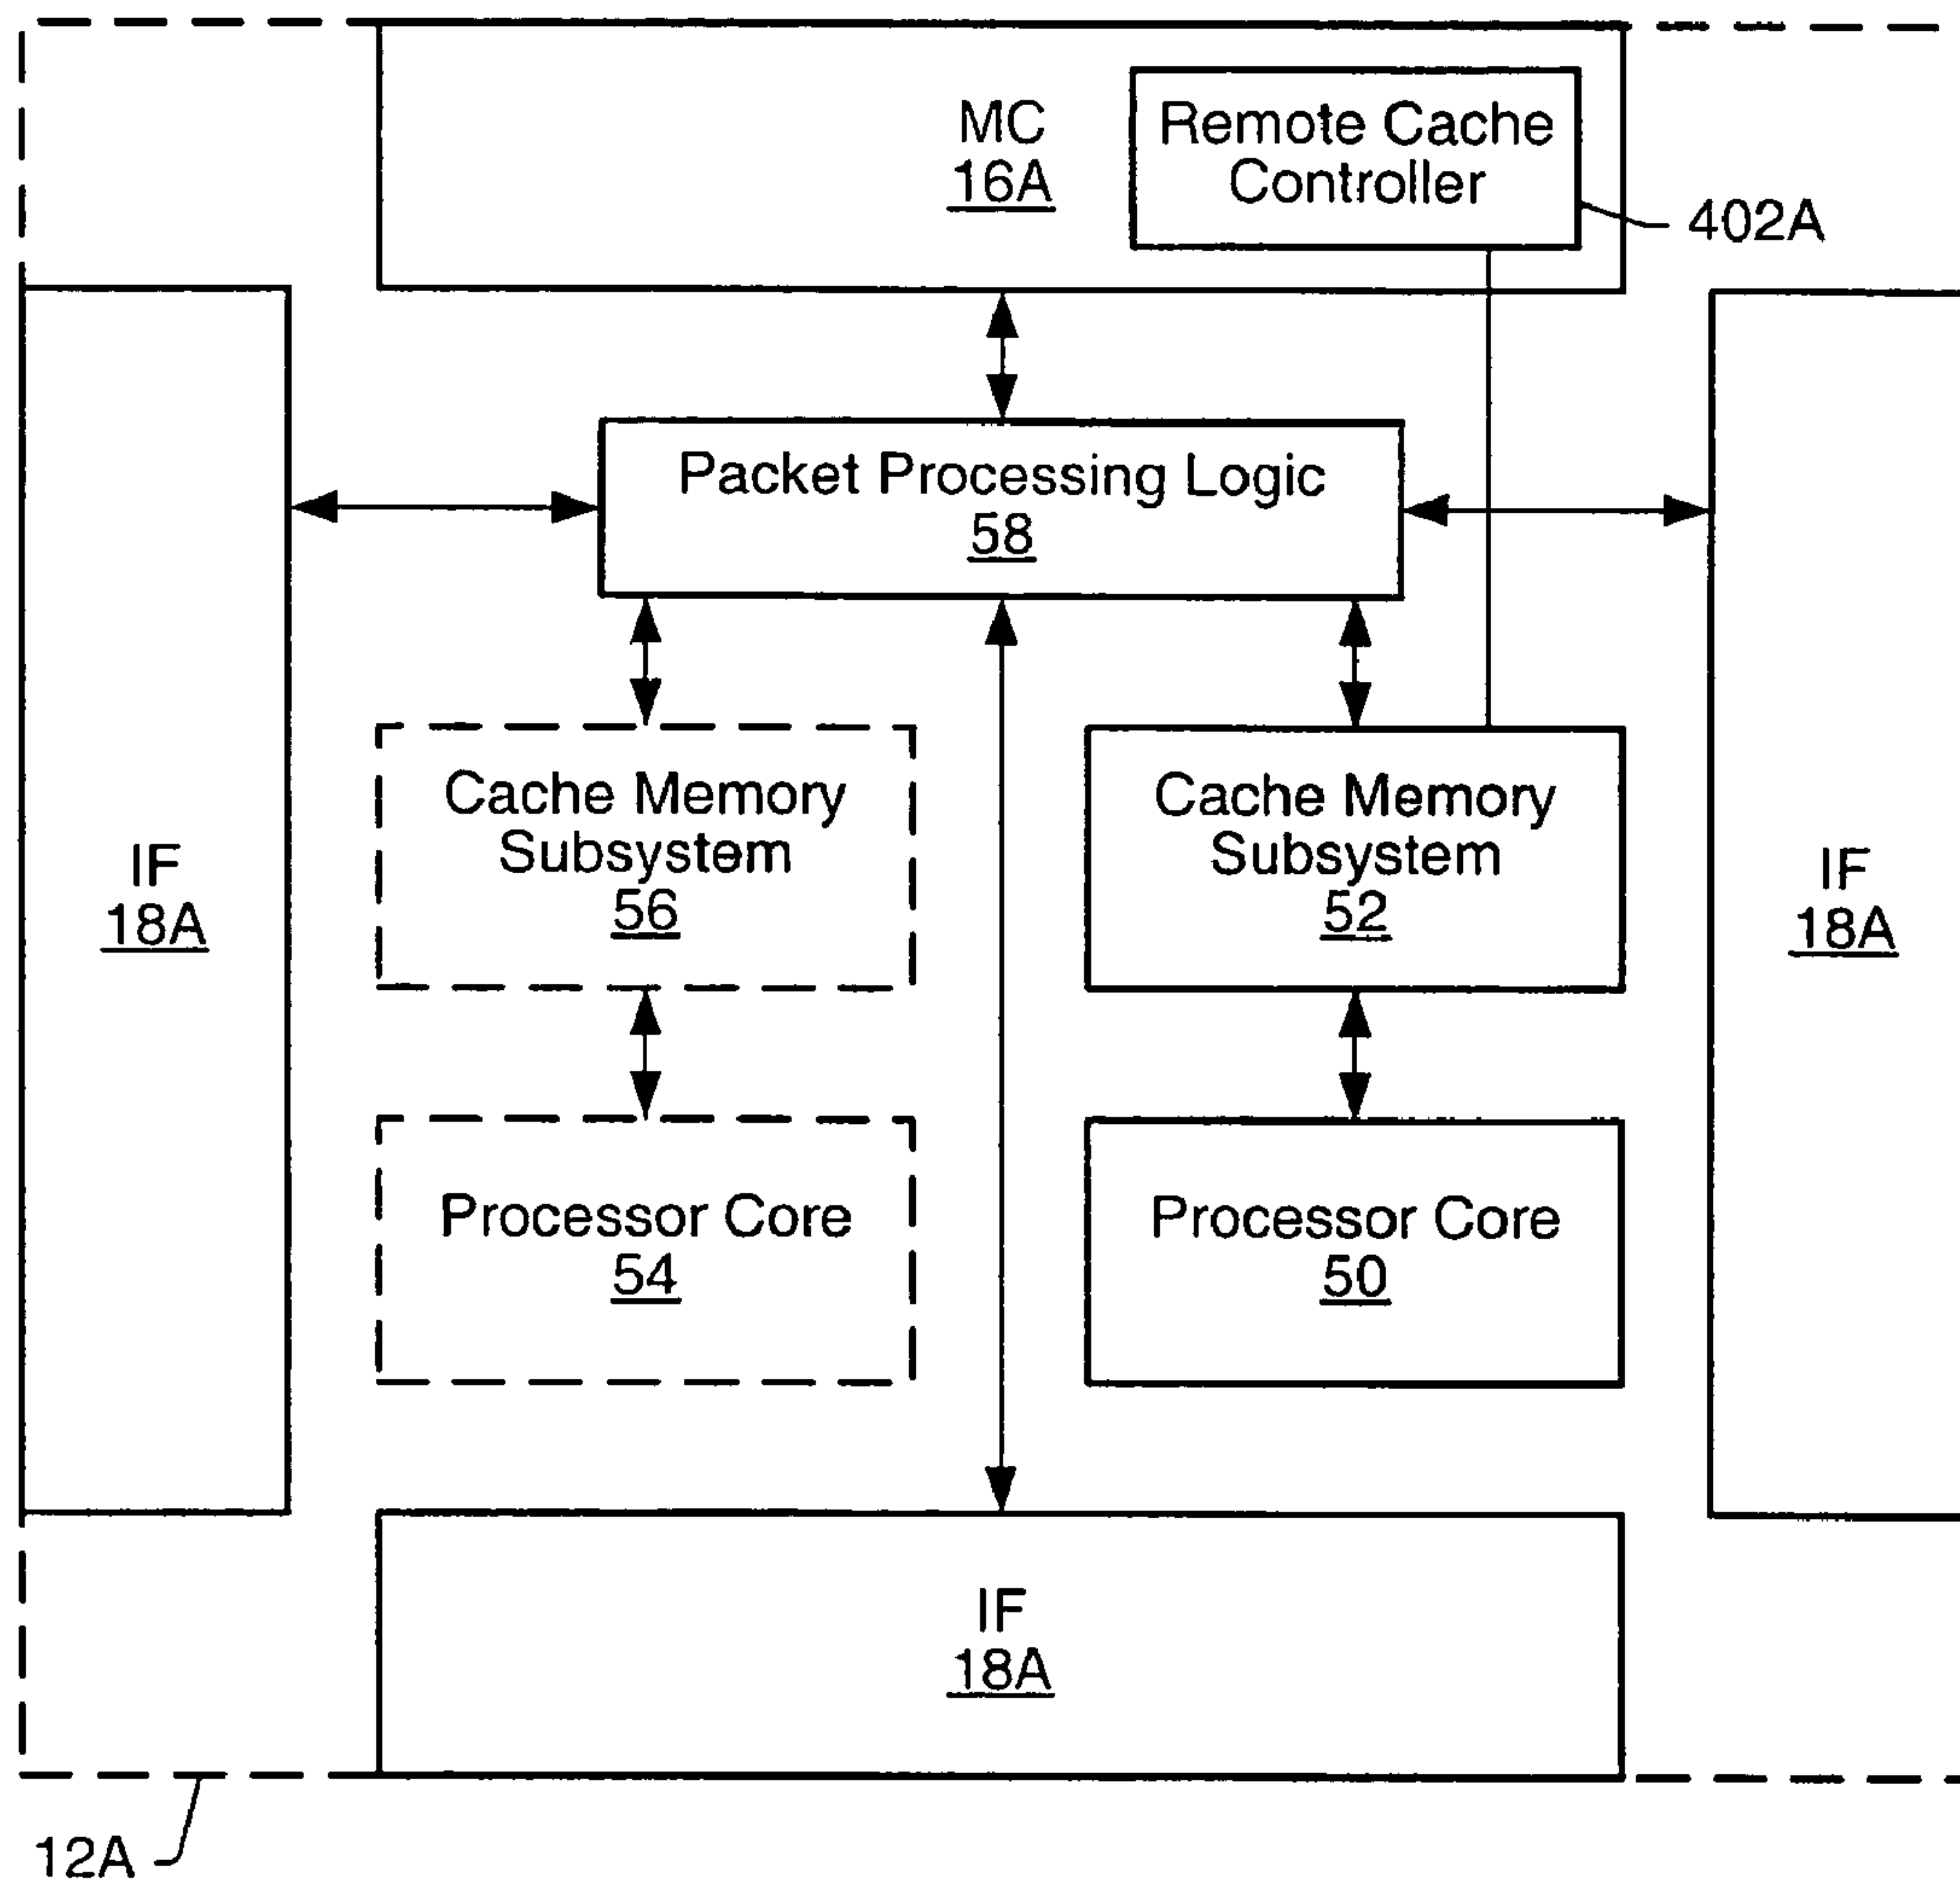 MC
16A
Remote Cache
Controller
402A
Packet Processing Logic
58
Cache Memory
Subsystem
56
Cache Memory
Subsystem
52
IF
18A
IF
18A
Processor Core
54
Processor Core
50
IF
18A
12A